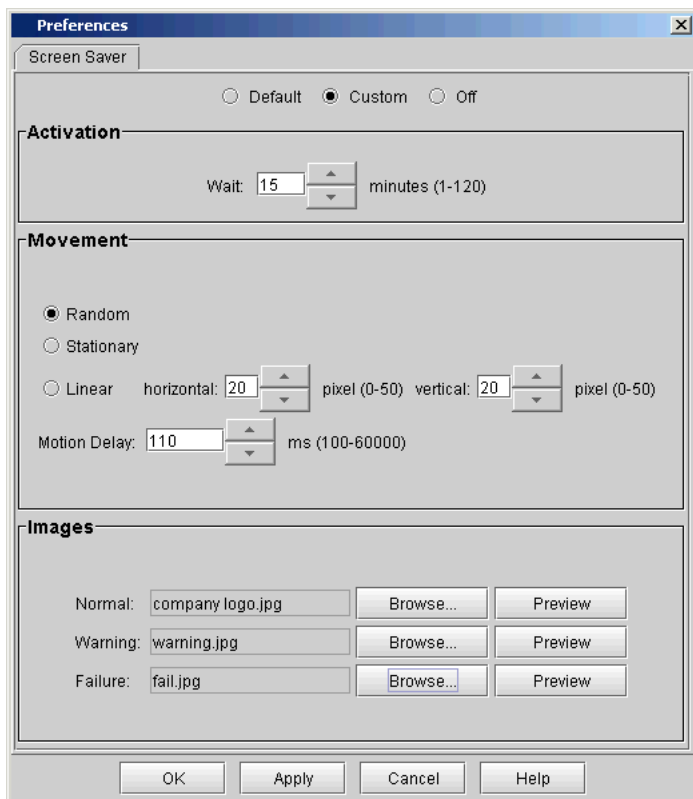 Preferences
Screen Saver
Default Custom Off
Activation
Wait: 15 minutes (1-120)
Movement
Random
Stationary
Linear horizontal: 20 pixel (0-50) vertical: 20 pixel (0-50)
Motion Delay: 110 ms (100-60000)
Images
Normal: company logo.jpg Browse... Preview
Warning: warning.jpg Browse... Preview
Failure: fail.jpg Browse... Preview
OK Apply Cancel Help